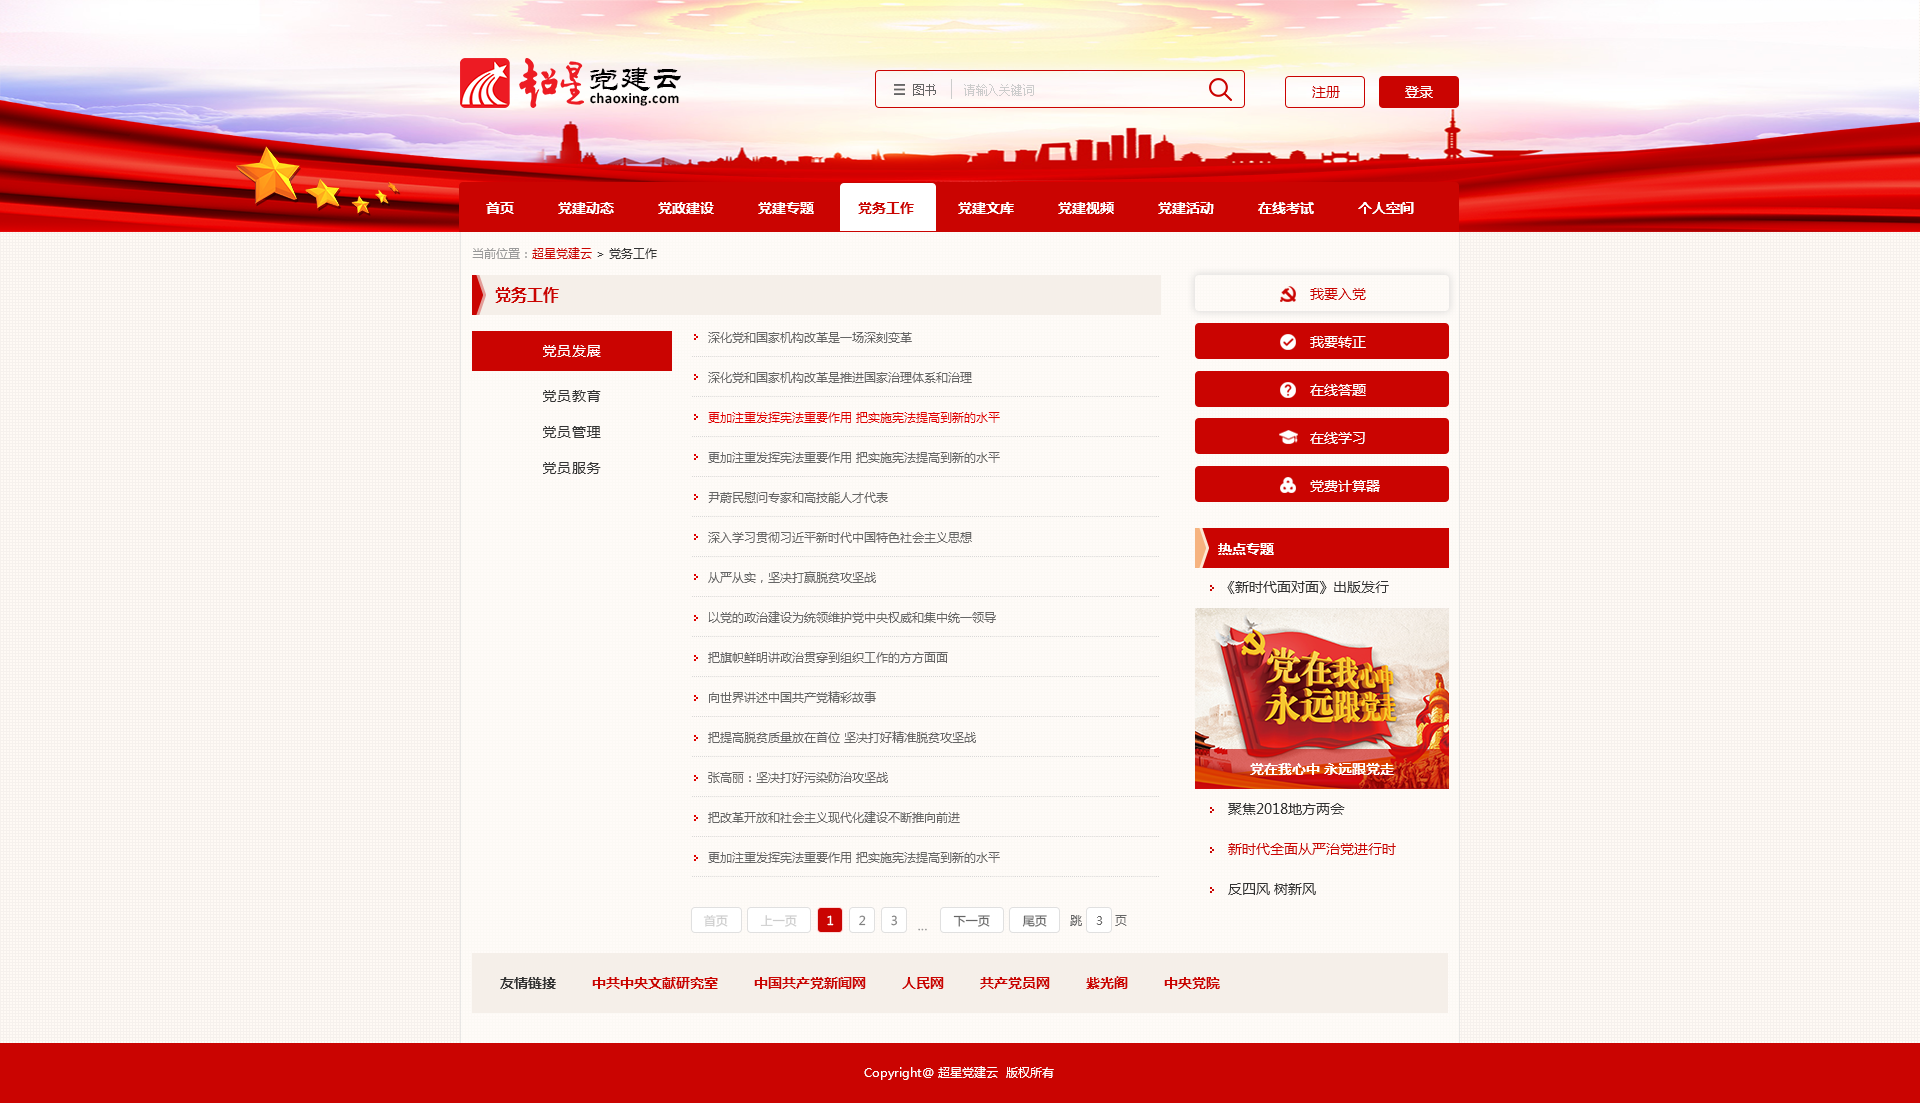 超星 党建云
chaoxing.com
图书 请输入关键词
注册 登录
首页 党建动态 党政建设 党建专题 党务工作 党建文库 党建视频 党建活动 在线考试 个人空间
当前位置：超星党建云 > 党务工作
党务工作
党员发展
党员教育
党员管理
党员服务
深化党和国家机构改革是一场深刻变革
深化党和国家机构改革是推进国家治理体系和治理
更加注重发挥宪法重要作用 把实施宪法提高到新的水平
更加注重发挥宪法重要作用 把实施宪法提高到新的水平
尹蔚民慰问专家和高技能人才代表
深入学习贯彻习近平新时代中国特色社会主义思想
从严从实，坚决打赢脱贫攻坚战
以党的政治建设为统领维护党中央权威和集中统一领导
把旗帜鲜明讲政治贯穿到组织工作的方方面面
向世界讲述中国共产党精彩故事
把提高脱贫质量放在首位 坚决打好精准脱贫攻坚战
张高丽：坚决打好污染防治攻坚战
把改革开放和社会主义现代化建设不断推向前进
更加注重发挥宪法重要作用 把实施宪法提高到新的水平
首页 上一页 1 2 3 ... 下一页 尾页 跳 3 页
我要入党
我要转正
在线答题
在线学习
党费计算器
热点专题
《新时代面对面》出版发行
党在我心中
永远跟党走
党在我心中 永远跟党走
聚焦2018地方两会
新时代全面从严治党进行时
反四风 树新风
友情链接 中共中央文献研究室 中国共产党新闻网 人民网 共产党员网 紫光阁 中央党院
Copyright@ 超星党建云 版权所有